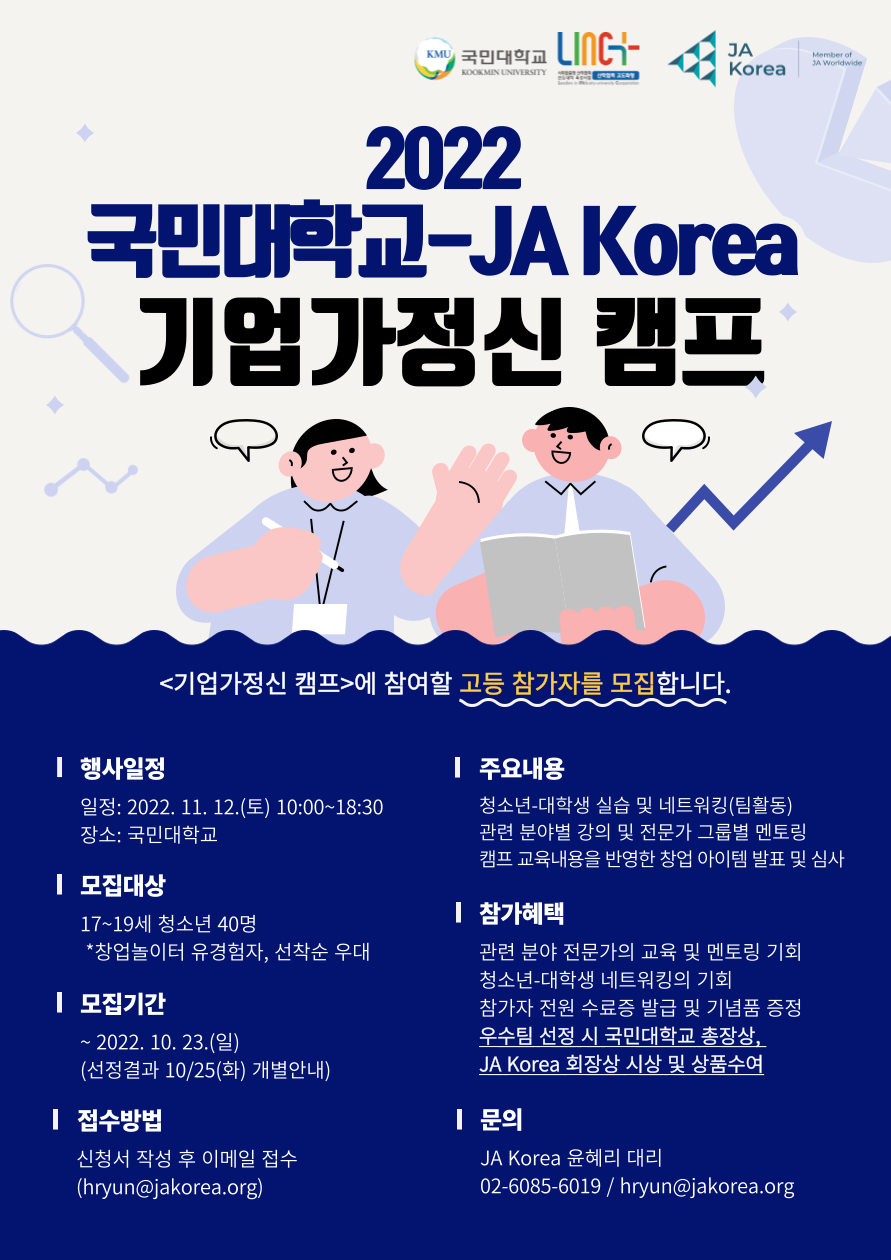 KMU
국민대학교
KOOKMIN UNIVERSITY
LINC+
산학협력 고도화형
JA
Korea
Member of
JA Worldwide
2022
국민대학교-JA Korea
기업가정신 캠프
<기업가정신 캠프>에 참여할 고등 참가자를 모집합니다.
행사일정
일정: 2022. 11. 12.(토) 10:00~18:30
장소: 국민대학교
모집대상
17~19세 청소년 40명
*창업놀이터 유경험자, 선착순 우대
모집기간
~ 2022. 10. 23.(일)
(선정결과 10/25(화) 개별안내)
접수방법
신청서 작성 후 이메일 접수
(hryun@jakorea.org)
주요내용
청소년-대학생 실습 및 네트워킹(팀활동)
관련 분야별 강의 및 전문가 그룹별 멘토링
캠프 교육내용을 반영한 창업 아이템 발표 및 심사
참가혜택
관련 분야 전문가의 교육 및 멘토링 기회
청소년-대학생 네트워킹의 기회
참가자 전원 수료증 발급 및 기념품 증정
우수팀 선정 시 국민대학교 총장상,
JA Korea 회장상 시상 및 상품수여
문의
JA Korea 윤혜리 대리
02-6085-6019 / hryun@jakorea.org